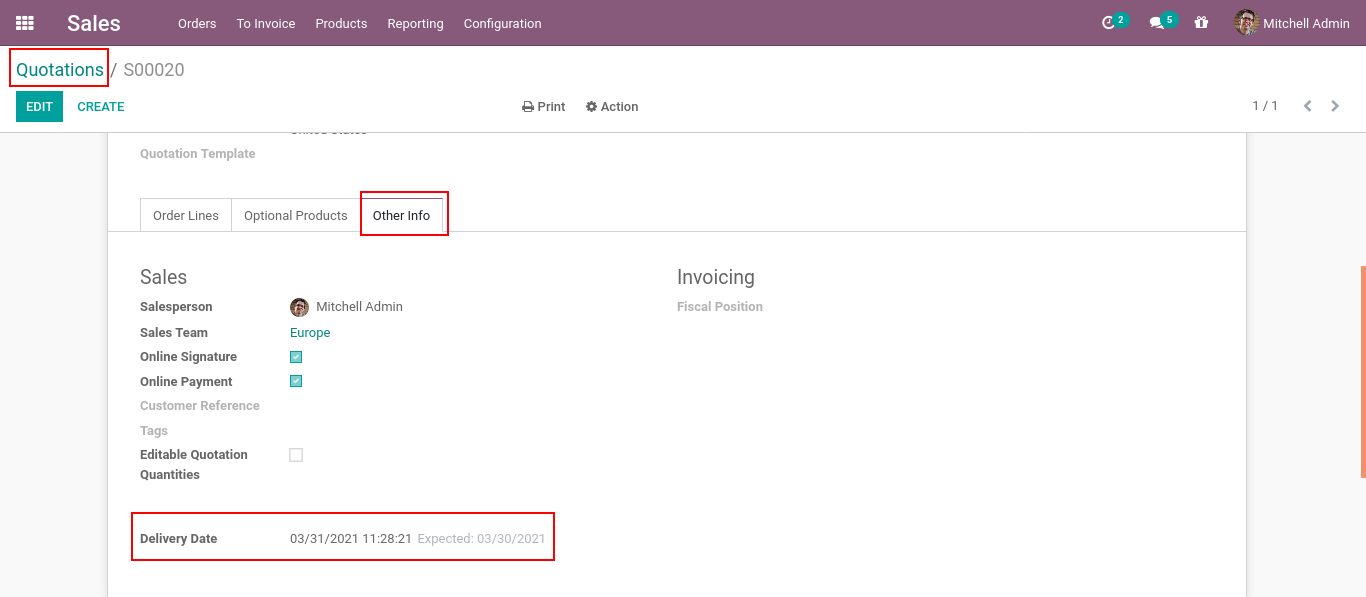 Sales Orders To Invoice Products Reporting Configuration 2 5 Mitchell Admin
Quotations / S00020
EDIT CREATE Print Action 1 / 1
Quotation Template
Order Lines Optional Products Other Info
Sales Invoicing
Salesperson Mitchell Admin Fiscal Position
Sales Team Europe
Online Signature
Online Payment
Customer Reference
Tags
Editable Quotation
Quantities
Delivery Date 03/31/2021 11:28:21 Expected: 03/30/2021